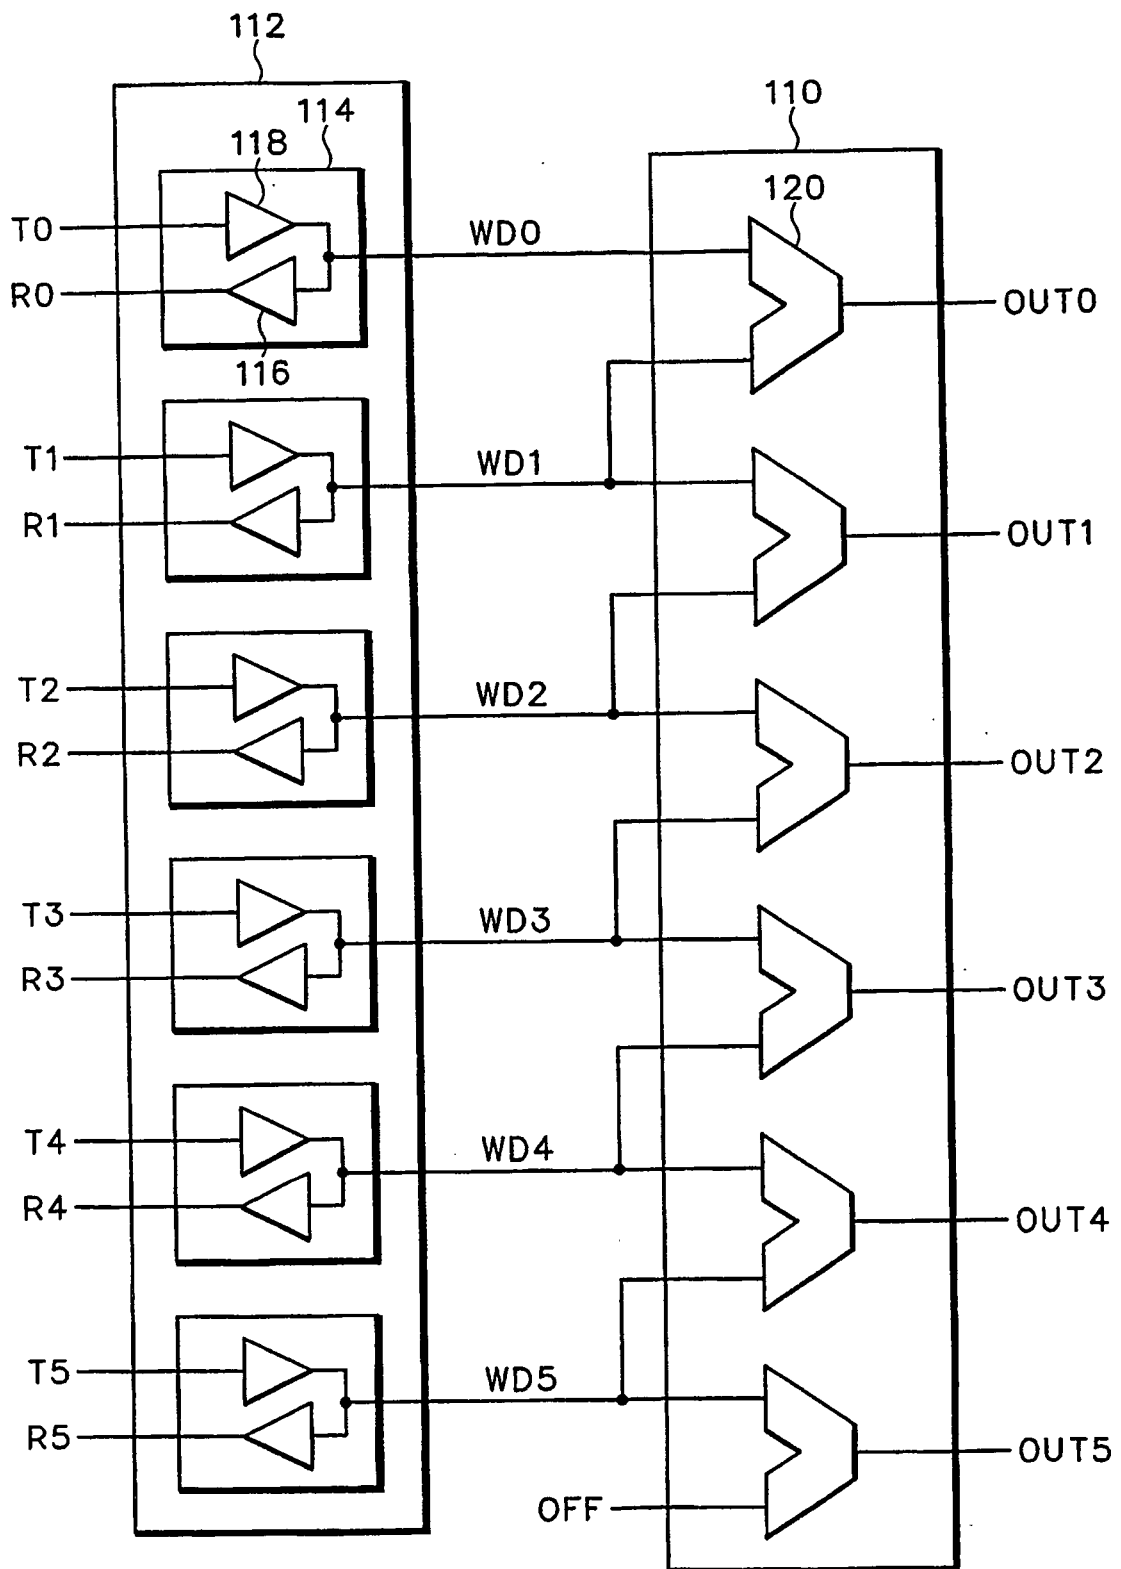 112
114
118
110
120
T0
WD0
R0
OUT0
116
T1
WD1
R1
OUT1
T2
WD2
R2
OUT2
T3
WD3
R3
OUT3
T4
WD4
R4
OUT4
T5
WD5
R5
OUT5
OFF